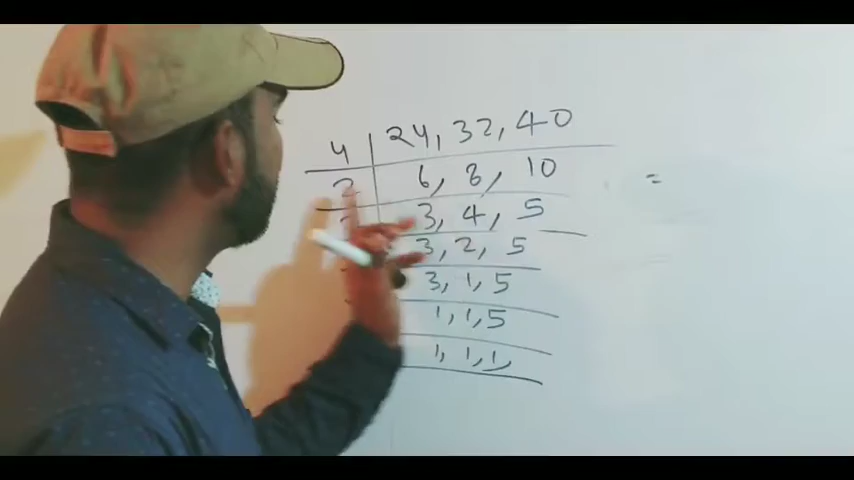 4 | 24, 32, 40
2 | 6, 8, 10 =
3, 4, 5
3, 2, 5
3, 1, 5
1, 1, 5
1, 1, 1,